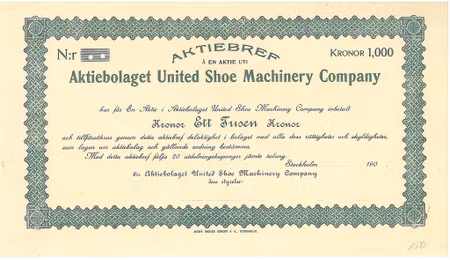 N:r
AKTIEBREF
KRONOR 1,000
Å EN AKTIE UTI
Aktiebolaget United Shoe Machinery Company
har för En Aktie i Aktiebolaget United Shoe Machinery Company inbetalt
Kronor Ett Tusen Kronor
och tillförsäkras genom detta aktiebref delaktighet i bolaget med alla dess rättigheter och skyldigheter,
som lagen om aktiebolag och gällande ordning bestämma.
Med detta aktiebref följa 20 utdelningskuponger jämte talong.
Stockholm 190
Aktiebolaget United Shoe Machinery Company
dess styrelse: